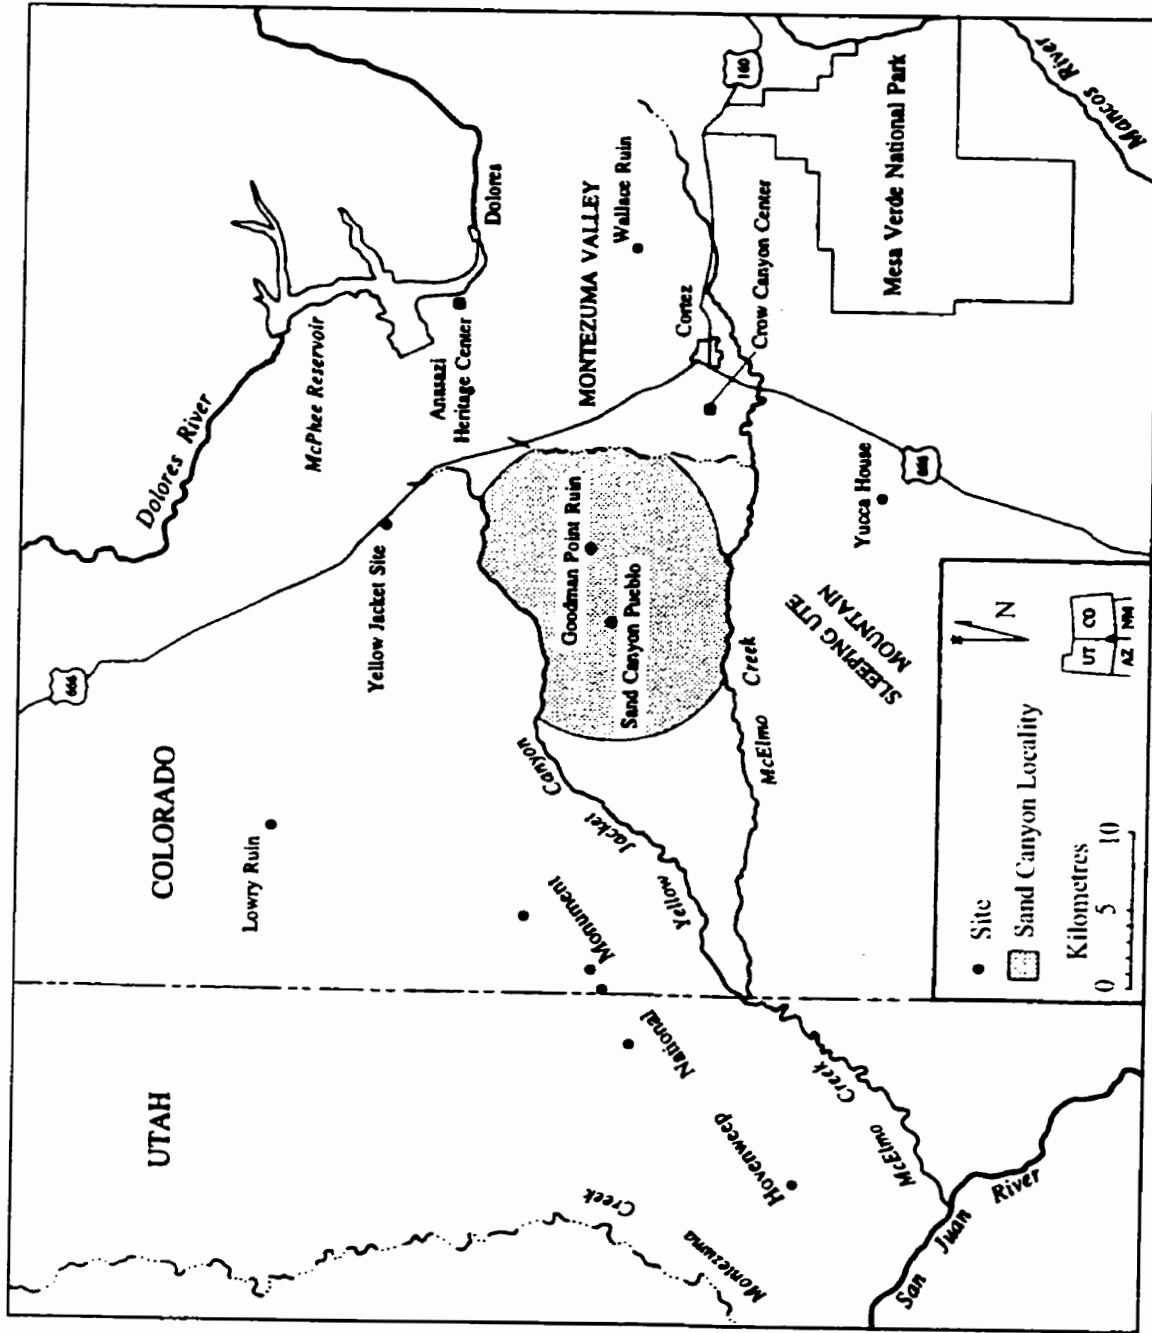 UTAH
COLORADO
Dolores River
McPhee Reservoir
Dolores
Anasazi
Heritage Center
666
Lowry Ruin
Yellow Jacket Site
MONTEZUMA VALLEY
Wallace Ruin
Goodman Point Ruin
Sand Canyon Pueblo
Cortez
Crow Canyon Center
160
Mesa Verde National Park
Mancos River
Montezuma
Creek
Hovenweep
National
Monument
Yellow
Jacket
Canyon
McElmo
Creek
McElmo
Creek
SLEEPING UTE
MOUNTAIN
Yucca House
666
San
Juan
River
Site
Sand Canyon Locality
Kilometres
0 5 10
N
UT CO
AZ NM